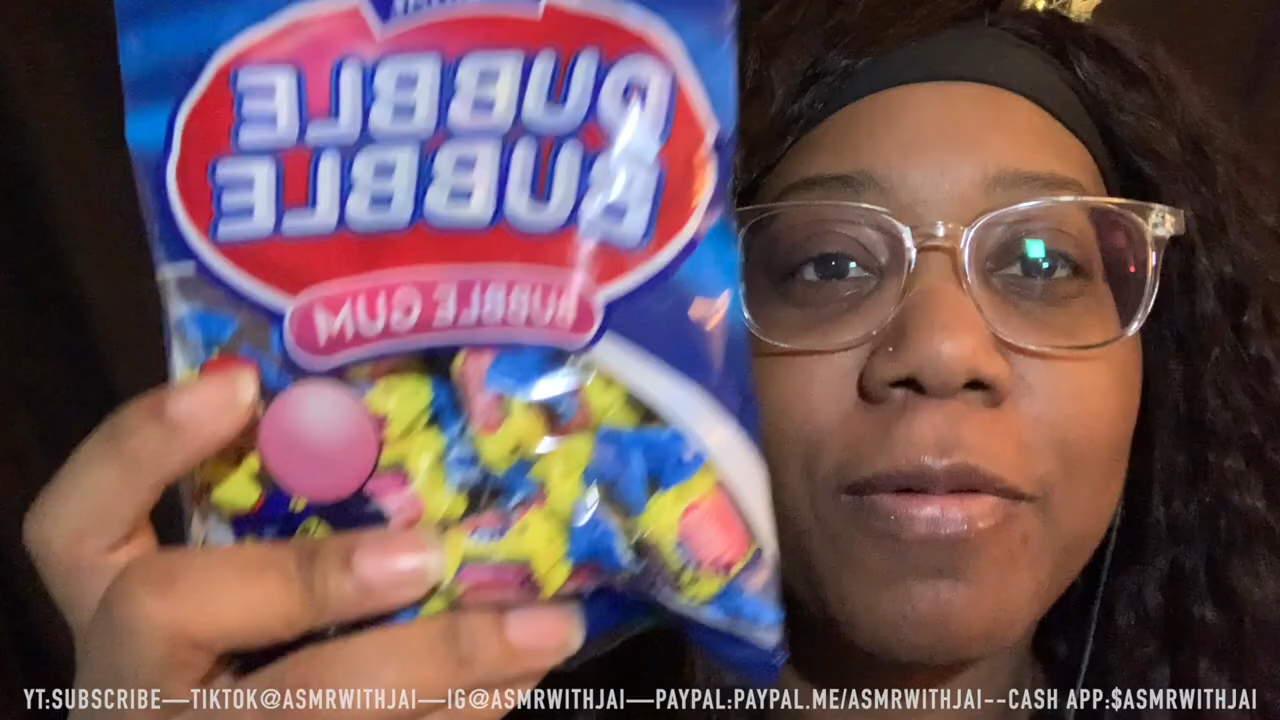 DUBBLE
BUBBLE
BUBBLE GUM
YT:SUBSCRIBE—TIKTOK@ASMRWITHJAI—IG@ASMRWITHJAI—PAYPAL:PAYPAL.ME/ASMRWITHJAI--CASH APP:$ASMRWITHJAI